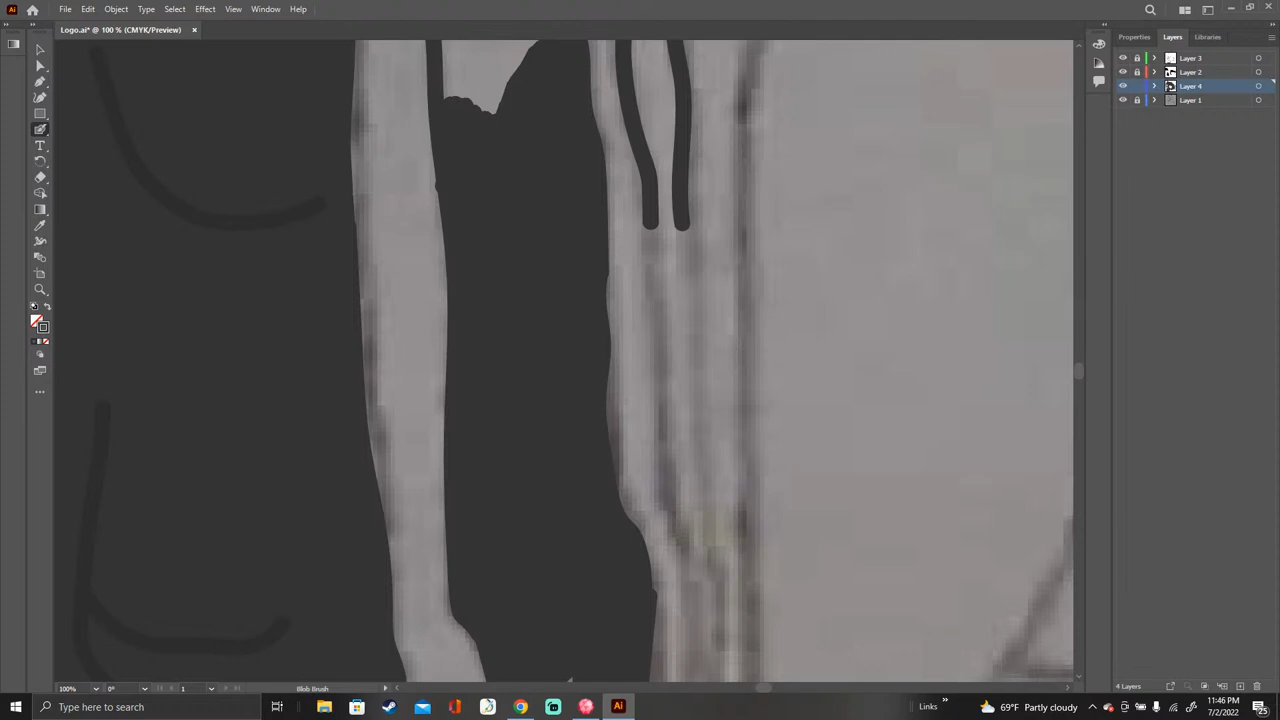 File Edit Object Type Select Effect View Window Help
Logo.ai* @ 100 % (CMYK/Preview) ×
Properties Layers Libraries
Layer 3
Layer 2
Layer 4
Layer 1
4 Layers
100% 0° 1 Blob Brush
Type here to search
Links
69°F Partly cloudy
11:46 PM
7/2/2022